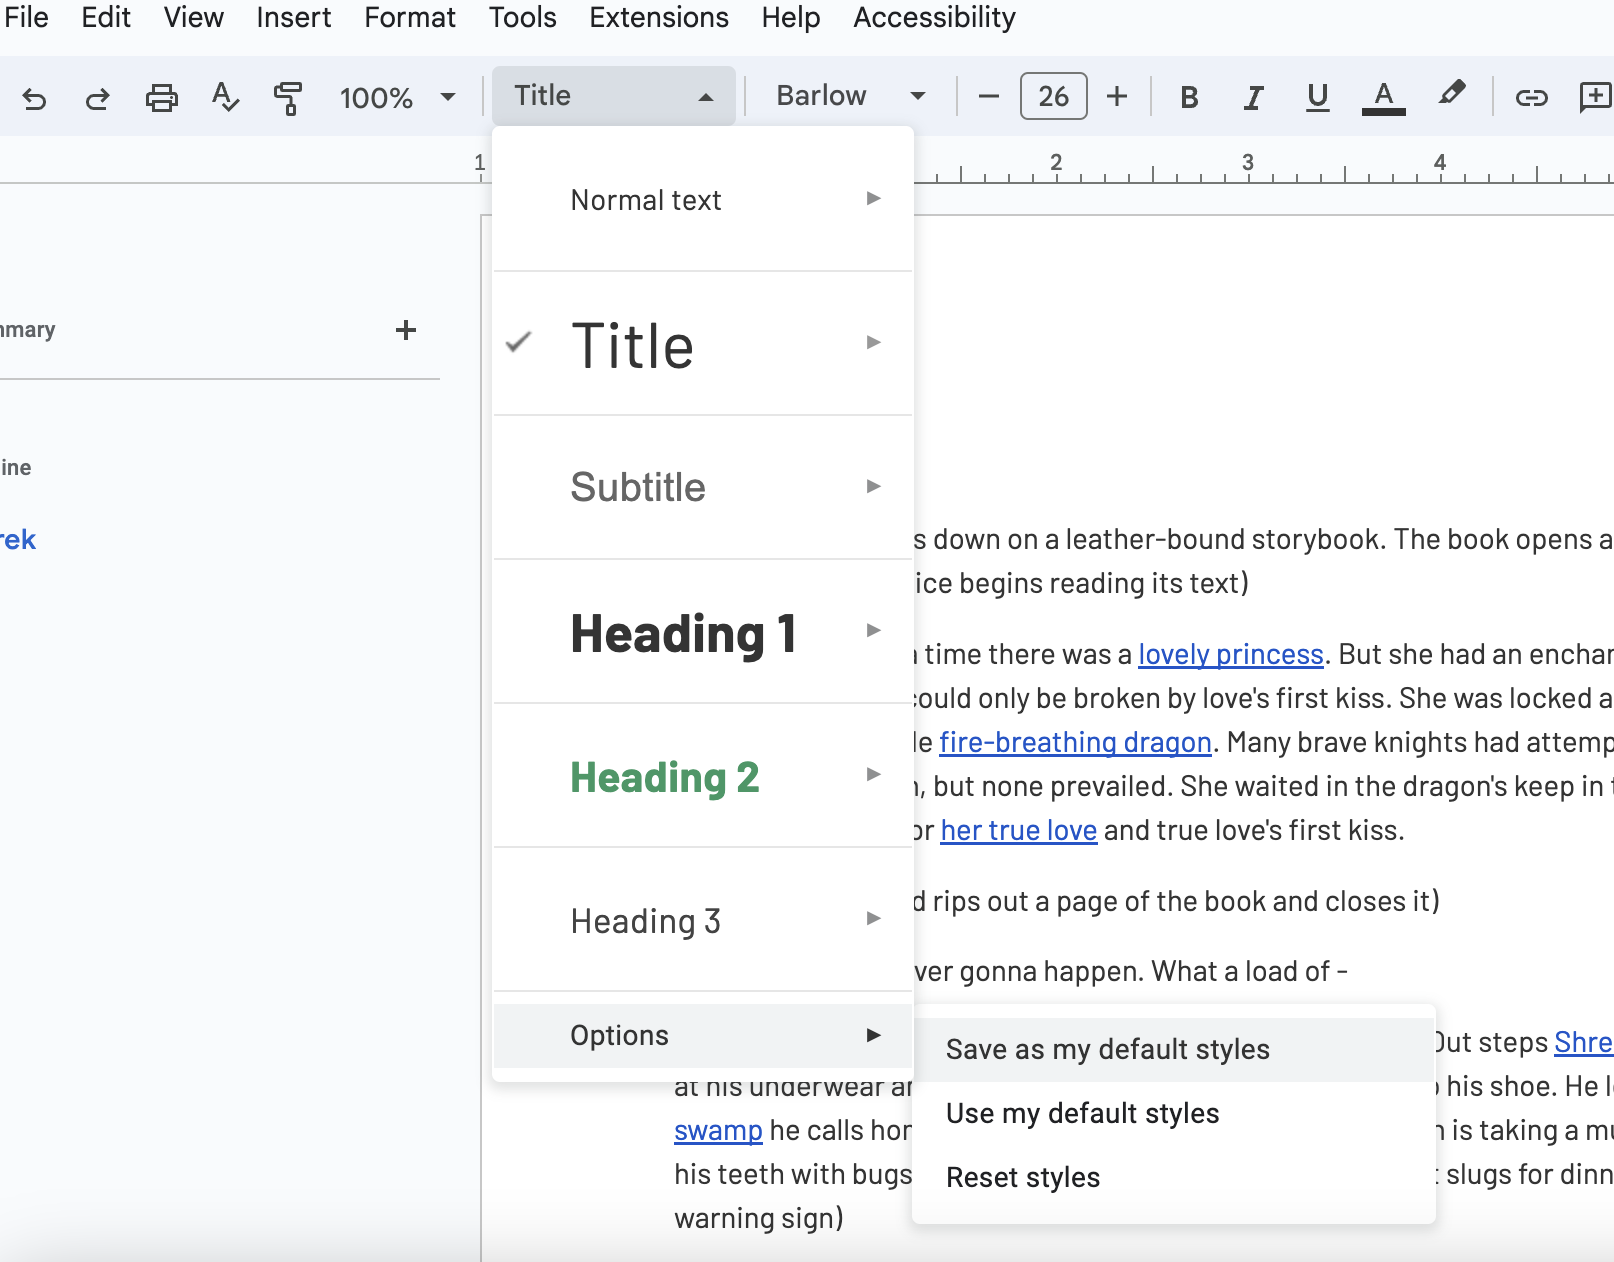 File Edit View Insert Format Tools Extensions Help Accessibility
100% Title Barlow 26 B I U A
1 2 3 4
Normal text
Title
Subtitle
Heading 1
Heading 2
Heading 3
Options
Save as my default styles
Use my default styles
Reset styles
mmary
ine
rek
s down on a leather-bound storybook. The book opens a
ice begins reading its text)
time there was a lovely princess. But she had an enchan
could only be broken by love's first kiss. She was locked a
le fire-breathing dragon. Many brave knights had attemp
, but none prevailed. She waited in the dragon's keep in t
or her true love and true love's first kiss.
d rips out a page of the book and closes it)
ver gonna happen. What a load of -
Out steps Shre
at his underwear ar his shoe. He l
swamp he calls hom is taking a mu
his teeth with bugs slugs for dinn
warning sign)